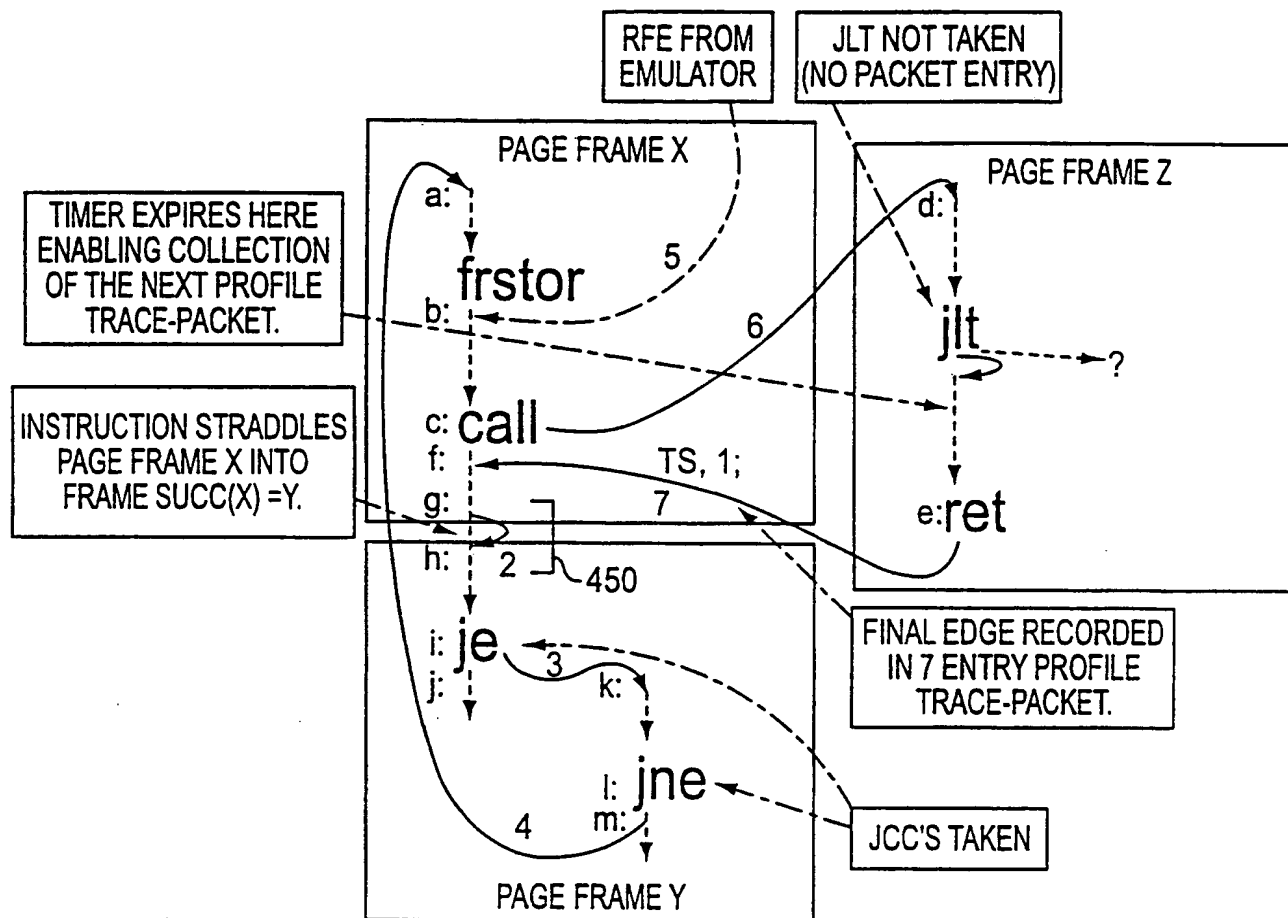 RFE FROM
EMULATOR
JLT NOT TAKEN
(NO PACKET ENTRY)
PAGE FRAME X
PAGE FRAME Z
TIMER EXPIRES HERE
ENABLING COLLECTION
OF THE NEXT PROFILE
TRACE-PACKET.
a:
frstor
b:
5
6
d:
jlt
?
INSTRUCTION STRADDLES
PAGE FRAME X INTO
FRAME SUCC(X) =Y.
c: call
f:
TS, 1;
7
g:
e: ret
h:
2
450
i: je
3
j:
k:
FINAL EDGE RECORDED
IN 7 ENTRY PROFILE
TRACE-PACKET.
l: jne
m:
4
JCC'S TAKEN
PAGE FRAME Y